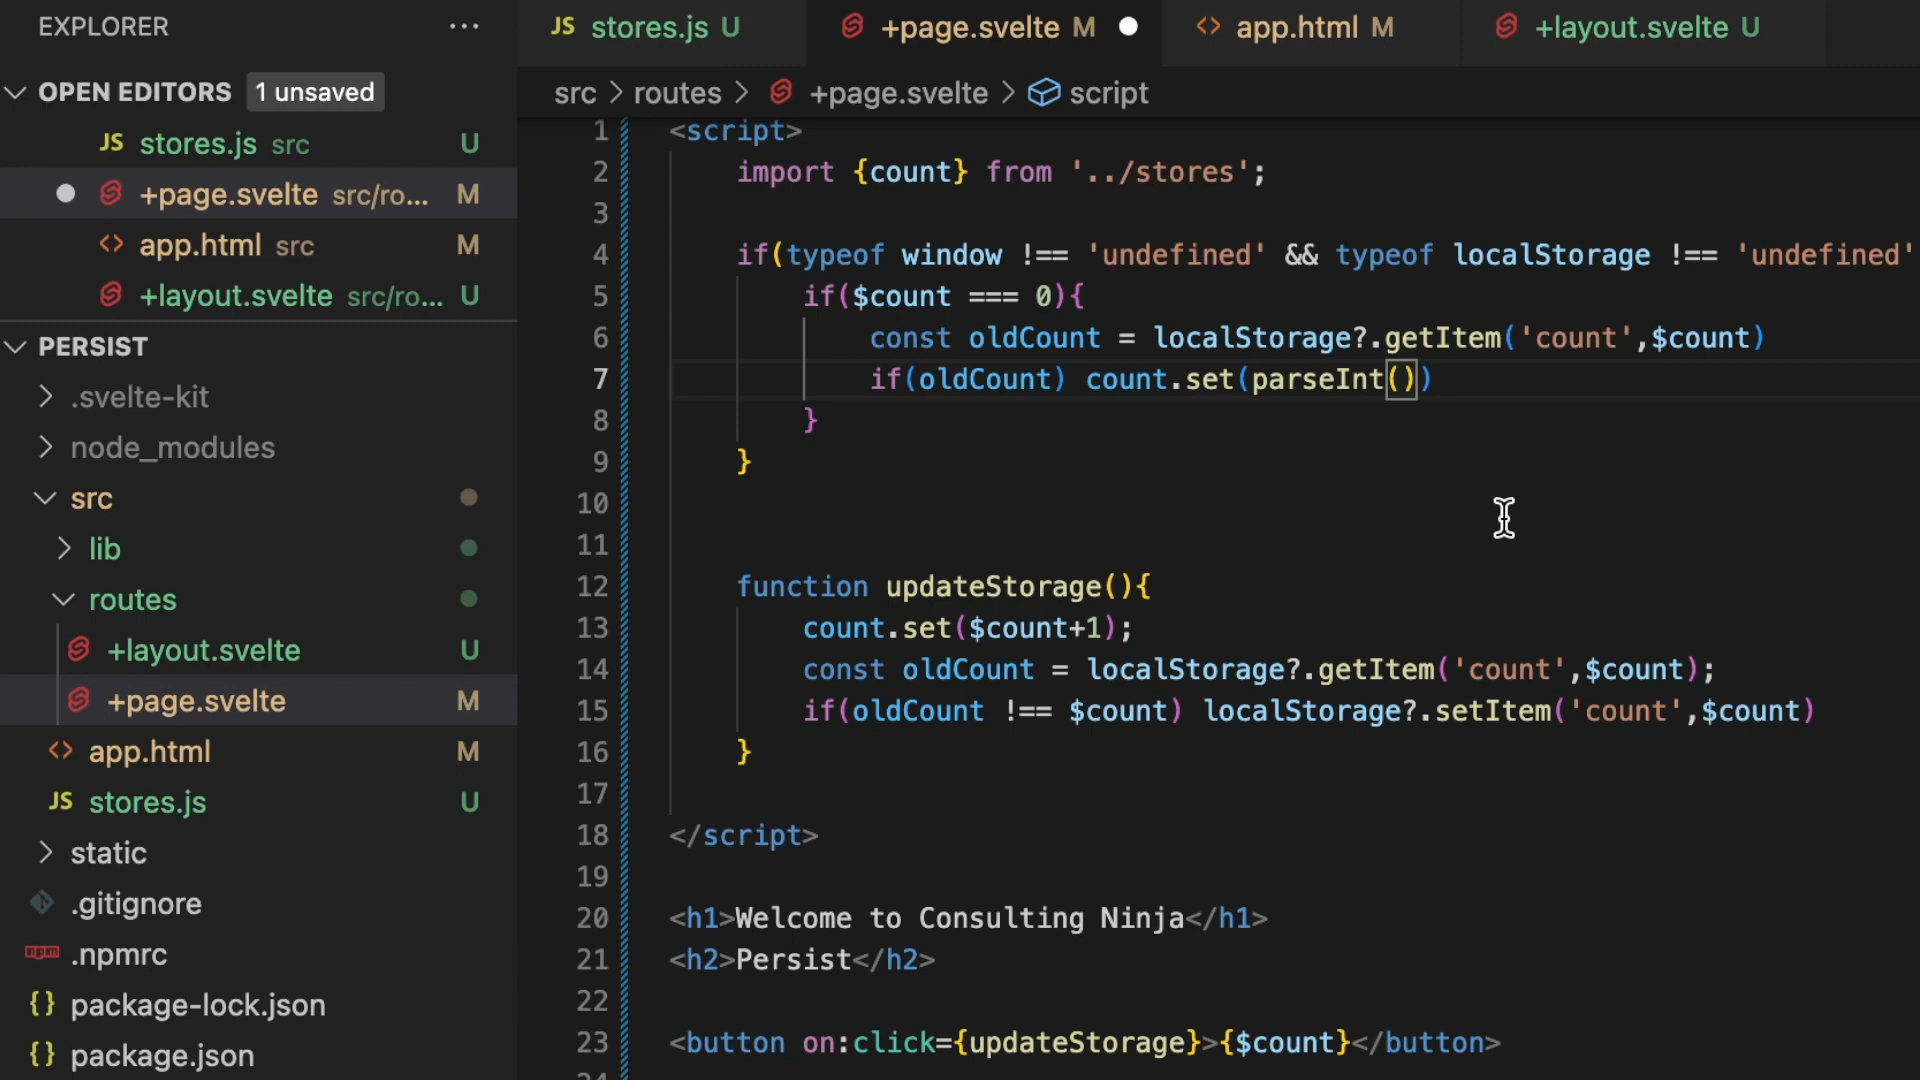 EXPLORER ...
OPEN EDITORS 1 unsaved
JS stores.js src U
+page.svelte src/ro... M
<> app.html src M
+layout.svelte src/ro... U
PERSIST
.svelte-kit
node_modules
src
lib
routes
+layout.svelte U
+page.svelte M
<> app.html M
JS stores.js U
static
.gitignore
npm .npmrc
{} package-lock.json
{} package.json
JS stores.js U +page.svelte M <> app.html M +layout.svelte U
src > routes > +page.svelte > script
1 <script>
2 import {count} from '../stores';
3
4 if(typeof window !== 'undefined' && typeof localStorage !== 'undefined'
5 if($count === 0){
6 const oldCount = localStorage?.getItem('count',$count)
7 if(oldCount) count.set(parseInt())
8 }
9 }
10
11
12 function updateStorage(){
13 count.set($count+1);
14 const oldCount = localStorage?.getItem('count',$count);
15 if(oldCount !== $count) localStorage?.setItem('count',$count)
16 }
17
18 </script>
19
20 <h1>Welcome to Consulting Ninja</h1>
21 <h2>Persist</h2>
22
23 <button on:click={updateStorage}>{$count}</button>
24